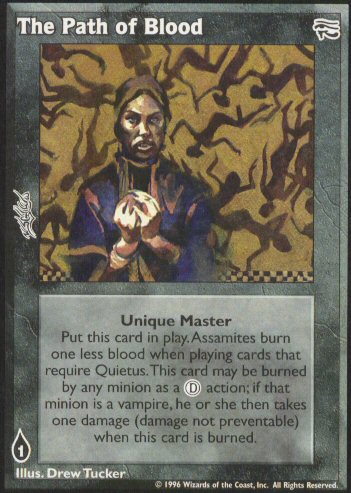 The Path of Blood
Unique Master
Put this card in play. Assamites burn
one less blood when playing cards that
require Quietus. This card may be burned
by any minion as a Ⓓ action; if that
minion is a vampire, he or she then takes
one damage (damage not preventable)
when this card is burned.
1
Illus. Drew Tucker
© 1996 Wizards of the Coast, Inc. All Rights Reserved.